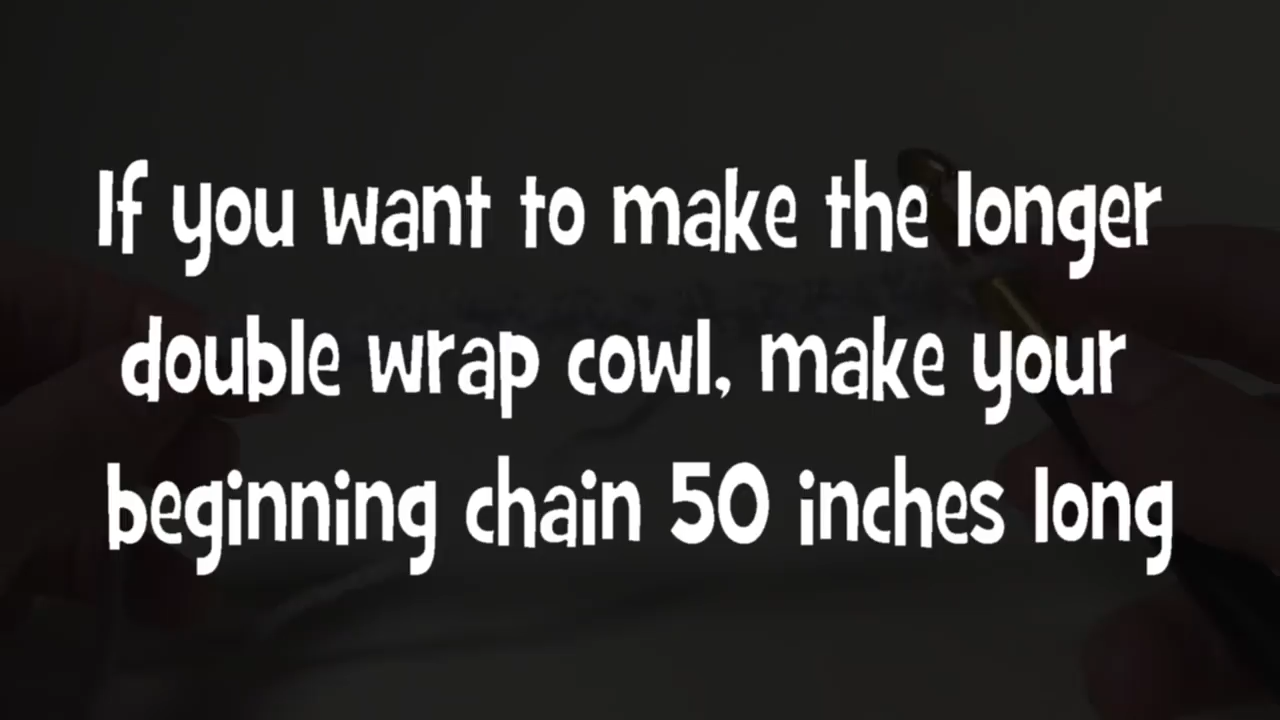 If you want to make the longer
double wrap cowl, make your
beginning chain 50 inches long